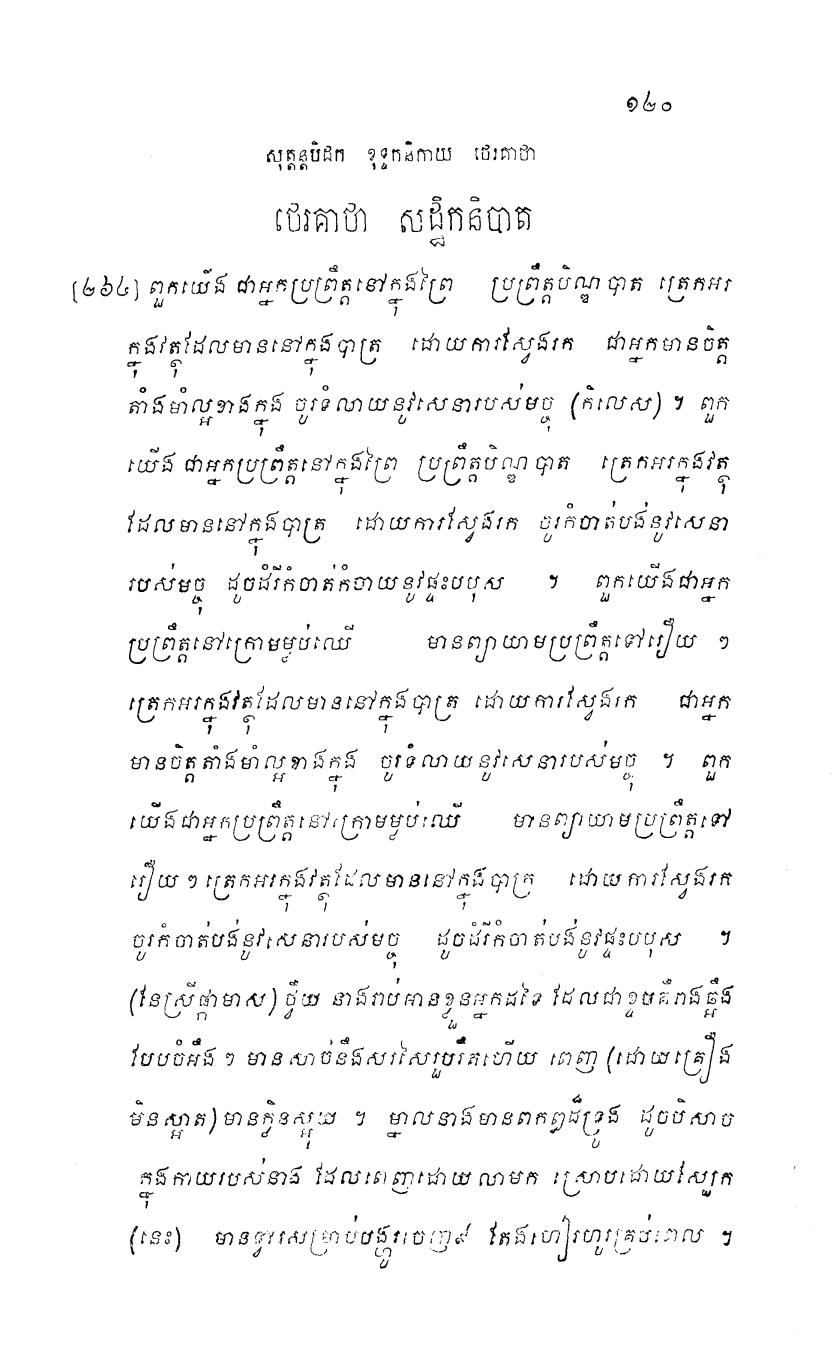 ១៤០
សុត្តន្តបិដក ខុទ្ទកនិកាយ ថេរគាថា
ថេរគាថា សដ្ឋិកនិបាត
[៤៦៤] ពួកយើង ជាអ្នកប្រព្រឹត្តនៅក្នុងព្រៃ ប្រព្រឹត្តបិណ្ឌបាត ត្រេកអរ
ក្នុងវត្ថុដែលមាននៅក្នុងបាត្រ ដោយការស្វែងរក ជាអ្នកមានចិត្ត
តាំងមាំល្អខាងក្នុង ចូរទំលាយនូវសេនារបស់មច្ចុ (កិលេស) ។ ពួក
យើង ជាអ្នកប្រព្រឹត្តនៅក្នុងព្រៃ ប្រព្រឹត្តបិណ្ឌបាត ត្រេកអរក្នុងវត្ថុ
ដែលមាននៅក្នុងបាត្រ ដោយការស្វែងរក ចូរកំចាត់បង់នូវសេនា
របស់មច្ចុ ដូចដំរីកំចាត់កំចាយនូវផ្ទះបបុស ។ ពួកយើងជាអ្នក
ប្រព្រឹត្តនៅក្រោមម្លប់ឈើ មានព្យាយាមប្រព្រឹត្តទៅរឿយ ៗ
ត្រេកអរក្នុងវត្ថុដែលមាននៅក្នុងបាត្រ ដោយការស្វែងរក ជាអ្នក
មានចិត្តតាំងមាំល្អខាងក្នុង ចូរទំលាយនូវសេនារបស់មច្ចុ ។ ពួក
យើងជាអ្នកប្រព្រឹត្តនៅក្រោមម្លប់ឈើ មានព្យាយាមប្រព្រឹត្តទៅ
រឿយ ៗ ត្រេកអរក្នុងវត្ថុដែលមាននៅក្នុងបាត្រ ដោយការស្វែងរក
ចូរកំចាត់បង់នូវសេនារបស់មច្ចុ ដូចដំរីកំចាត់បង់នូវផ្ទះបបុស ។
(នែស្រីផ្កាមាស) ថ្វឺយ នាងរាប់អានខ្លួនអ្នកដទៃ ដែលជាខ្ទមគឺរាងឆ្អឹង
បែបចំអឹង ៗ មានសាច់នឹងសរសៃរួបរឹតហើយ ពេញ (ដោយគ្រឿង
មិនស្អាត) មានក្លិនស្អុយ ។ ម្នាលនាងមានពកឰដ៏ទ្រូង ដូចបិសាច
ក្នុងកាយរបស់នាង ដែលពេញដោយលាមក ស្រោបដោយស្បែក
(នេះ) មានទ្វារសម្រាប់បង្ហូរចេញ៩ តែងហៀរហូរគ្រប់ពេល ។